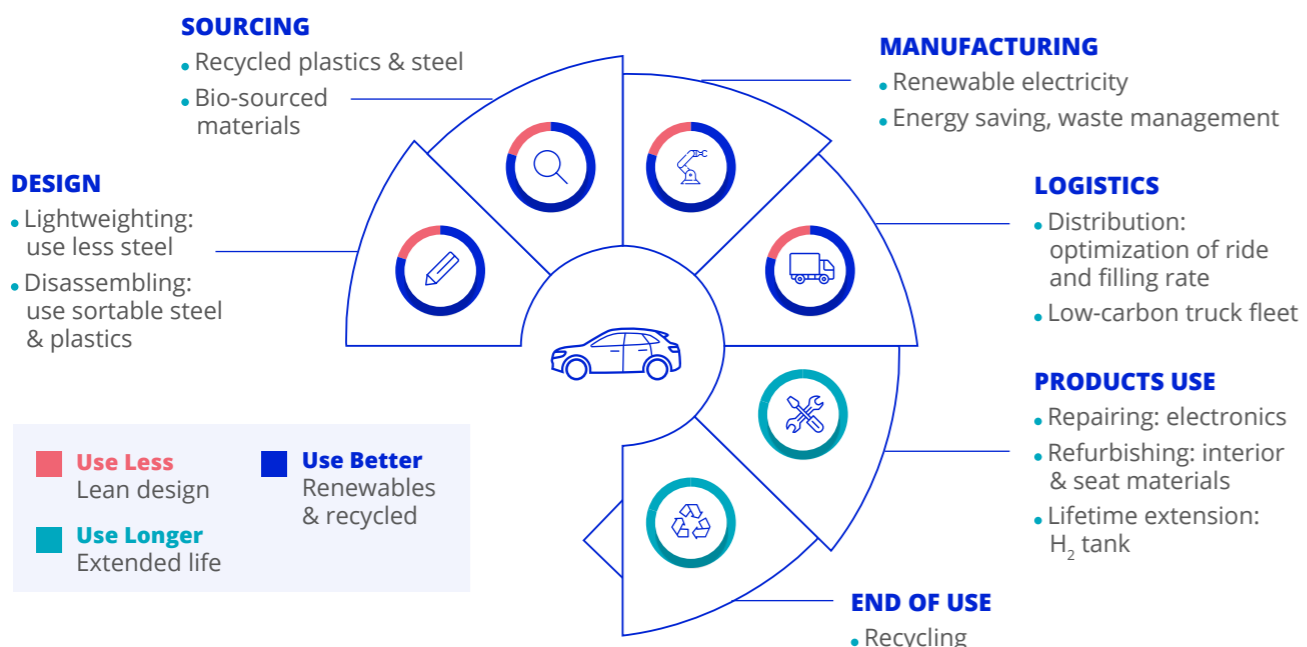 SOURCING
• Recycled plastics & steel
• Bio-sourced
materials
MANUFACTURING
• Renewable electricity
• Energy saving, waste management
DESIGN
• Lightweighting:
use less steel
• Disassembling:
use sortable steel
& plastics
LOGISTICS
• Distribution:
optimization of ride
and filling rate
• Low-carbon truck fleet
PRODUCTS USE
• Repairing: electronics
• Refurbishing: interior
& seat materials
• Lifetime extension:
H₂ tank
Use Less
Lean design
Use Longer
Extended life
Use Better
Renewables
& recycled
END OF USE
• Recycling